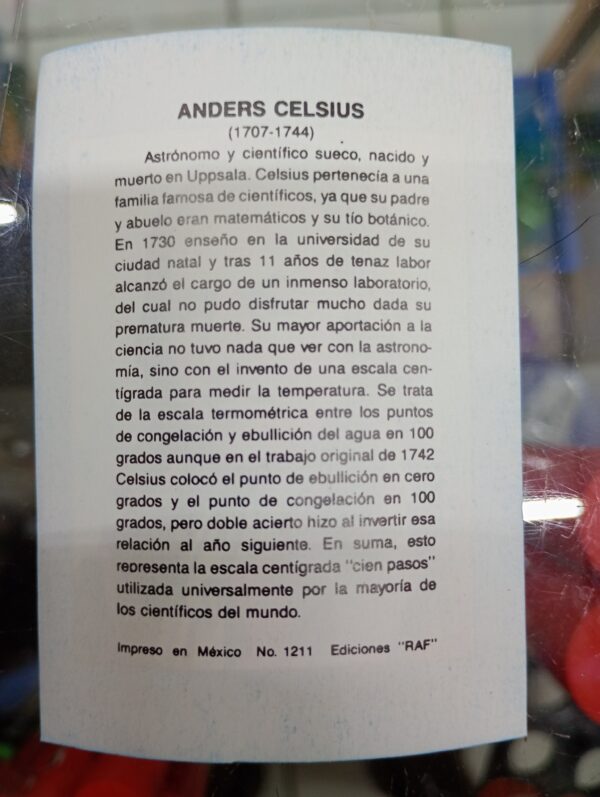 ANDERS CELSIUS
(1707-1744)
Astrónomo y científico sueco, nacido y
muerto en Uppsala. Celsius pertenecía a una
familia famosa de científicos, ya que su padre
y abuelo eran matemáticos y su tío botánico.
En 1730 enseño en la universidad de su
ciudad natal y tras 11 años de tenaz labor
alcanzó el cargo de un inmenso laboratorio,
del cual no pudo disfrutar mucho dada su
prematura muerte. Su mayor aportación a la
ciencia no tuvo nada que ver con la astrono-
mía, sino con el invento de una escala cen-
tígrada para medir la temperatura. Se trata
de la escala termométrica entre los puntos
de congelación y ebullición del agua en 100
grados aunque en el trabajo original de 1742
Celsius colocó el punto de ebullición en cero
grados y el punto de congelación en 100
grados, pero doble acierto hizo al invertir esa
relación al año siguiente. En suma, esto
representa la escala centígrada "cien pasos"
utilizada universalmente por la mayoría de
los científicos del mundo.
Impreso en México No. 1211 Ediciones "RAF"